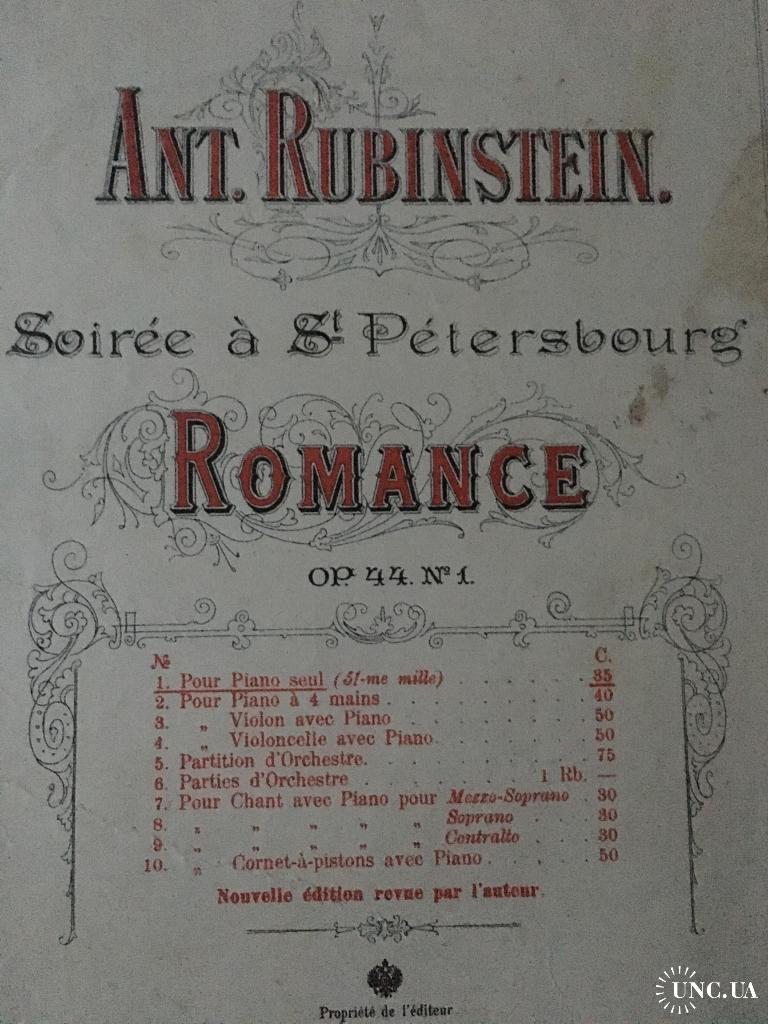 ANT. RUBINSTEIN.
Soirée à St Pétersbourg
ROMANCE
OP. 44. No 1.
№ C.
1. Pour Piano seul (51-me mille) . . . . . . 35
2. Pour Piano à 4 mains . . . . . . . . 40
3. „ Violon avec Piano . . . . . . . 50
4. „ Violoncelle avec Piano. . . . . . 50
5. Partition d'Orchestre. . . . . . . . 75
6. Parties d'Orchestre . . . . . . 1 Rb. —
7. Pour Chant avec Piano pour Mezzo-Soprano . 30
8. „ „ „ „ „ Soprano . . . 30
9. „ „ „ „ „ Contralto . . . 30
10. „ Cornet-à-pistons avec Piano . . . . 50
Nouvelle édition revue par l'auteur.
Propriété de l'éditeur
UNC.UA